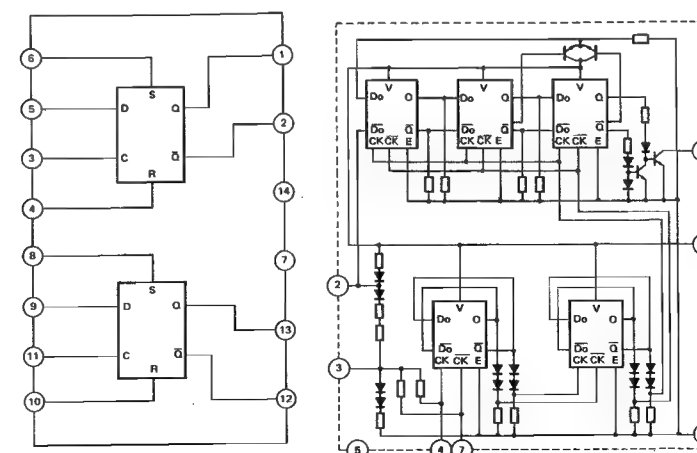 6
S
1
5
D Q
2
3
C Q̅
R
4
14
8
S
7
9
D Q
13
11
C Q̅
R
10
12
V V V
Do Q Do Q Do Q
D̅o̅ Q̅ D̅o̅ Q̅ D̅o̅ Q̅
CK C̅K̅ E CK C̅K̅ E CK C̅K̅ E
2
V V
Do Q Do Q
D̅o̅ Q̅ D̅o̅ Q̅
CK C̅K̅ E CK C̅K̅ E
3
5 4 7